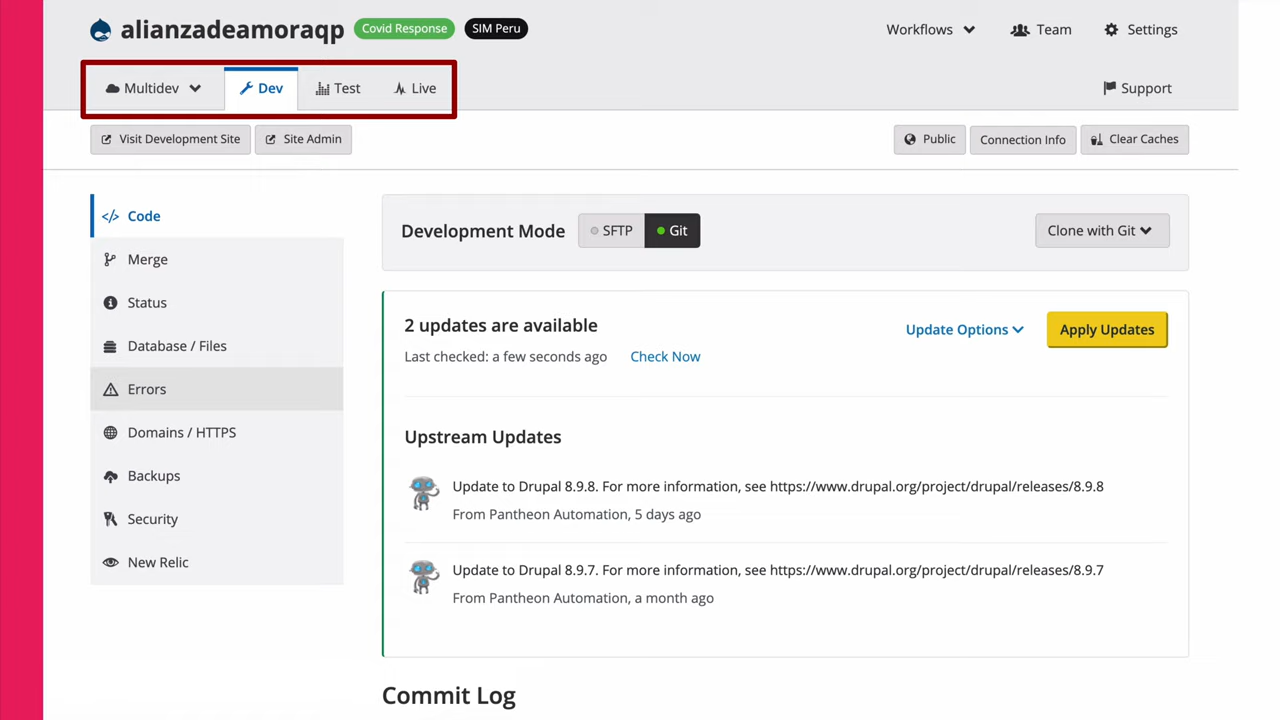 alianzadeamoraqp Covid Response SIM Peru Workflows Team Settings
Multidev Dev Test Live Support
Visit Development Site Site Admin Public Connection Info Clear Caches
</> Code
Merge
Status
Database / Files
Errors
Domains / HTTPS
Backups
Security
New Relic
Development Mode SFTP Git Clone with Git
2 updates are available Update Options Apply Updates
Last checked: a few seconds ago Check Now
Upstream Updates
Update to Drupal 8.9.8. For more information, see https://www.drupal.org/project/drupal/releases/8.9.8
From Pantheon Automation, 5 days ago
Update to Drupal 8.9.7. For more information, see https://www.drupal.org/project/drupal/releases/8.9.7
From Pantheon Automation, a month ago
Commit Log